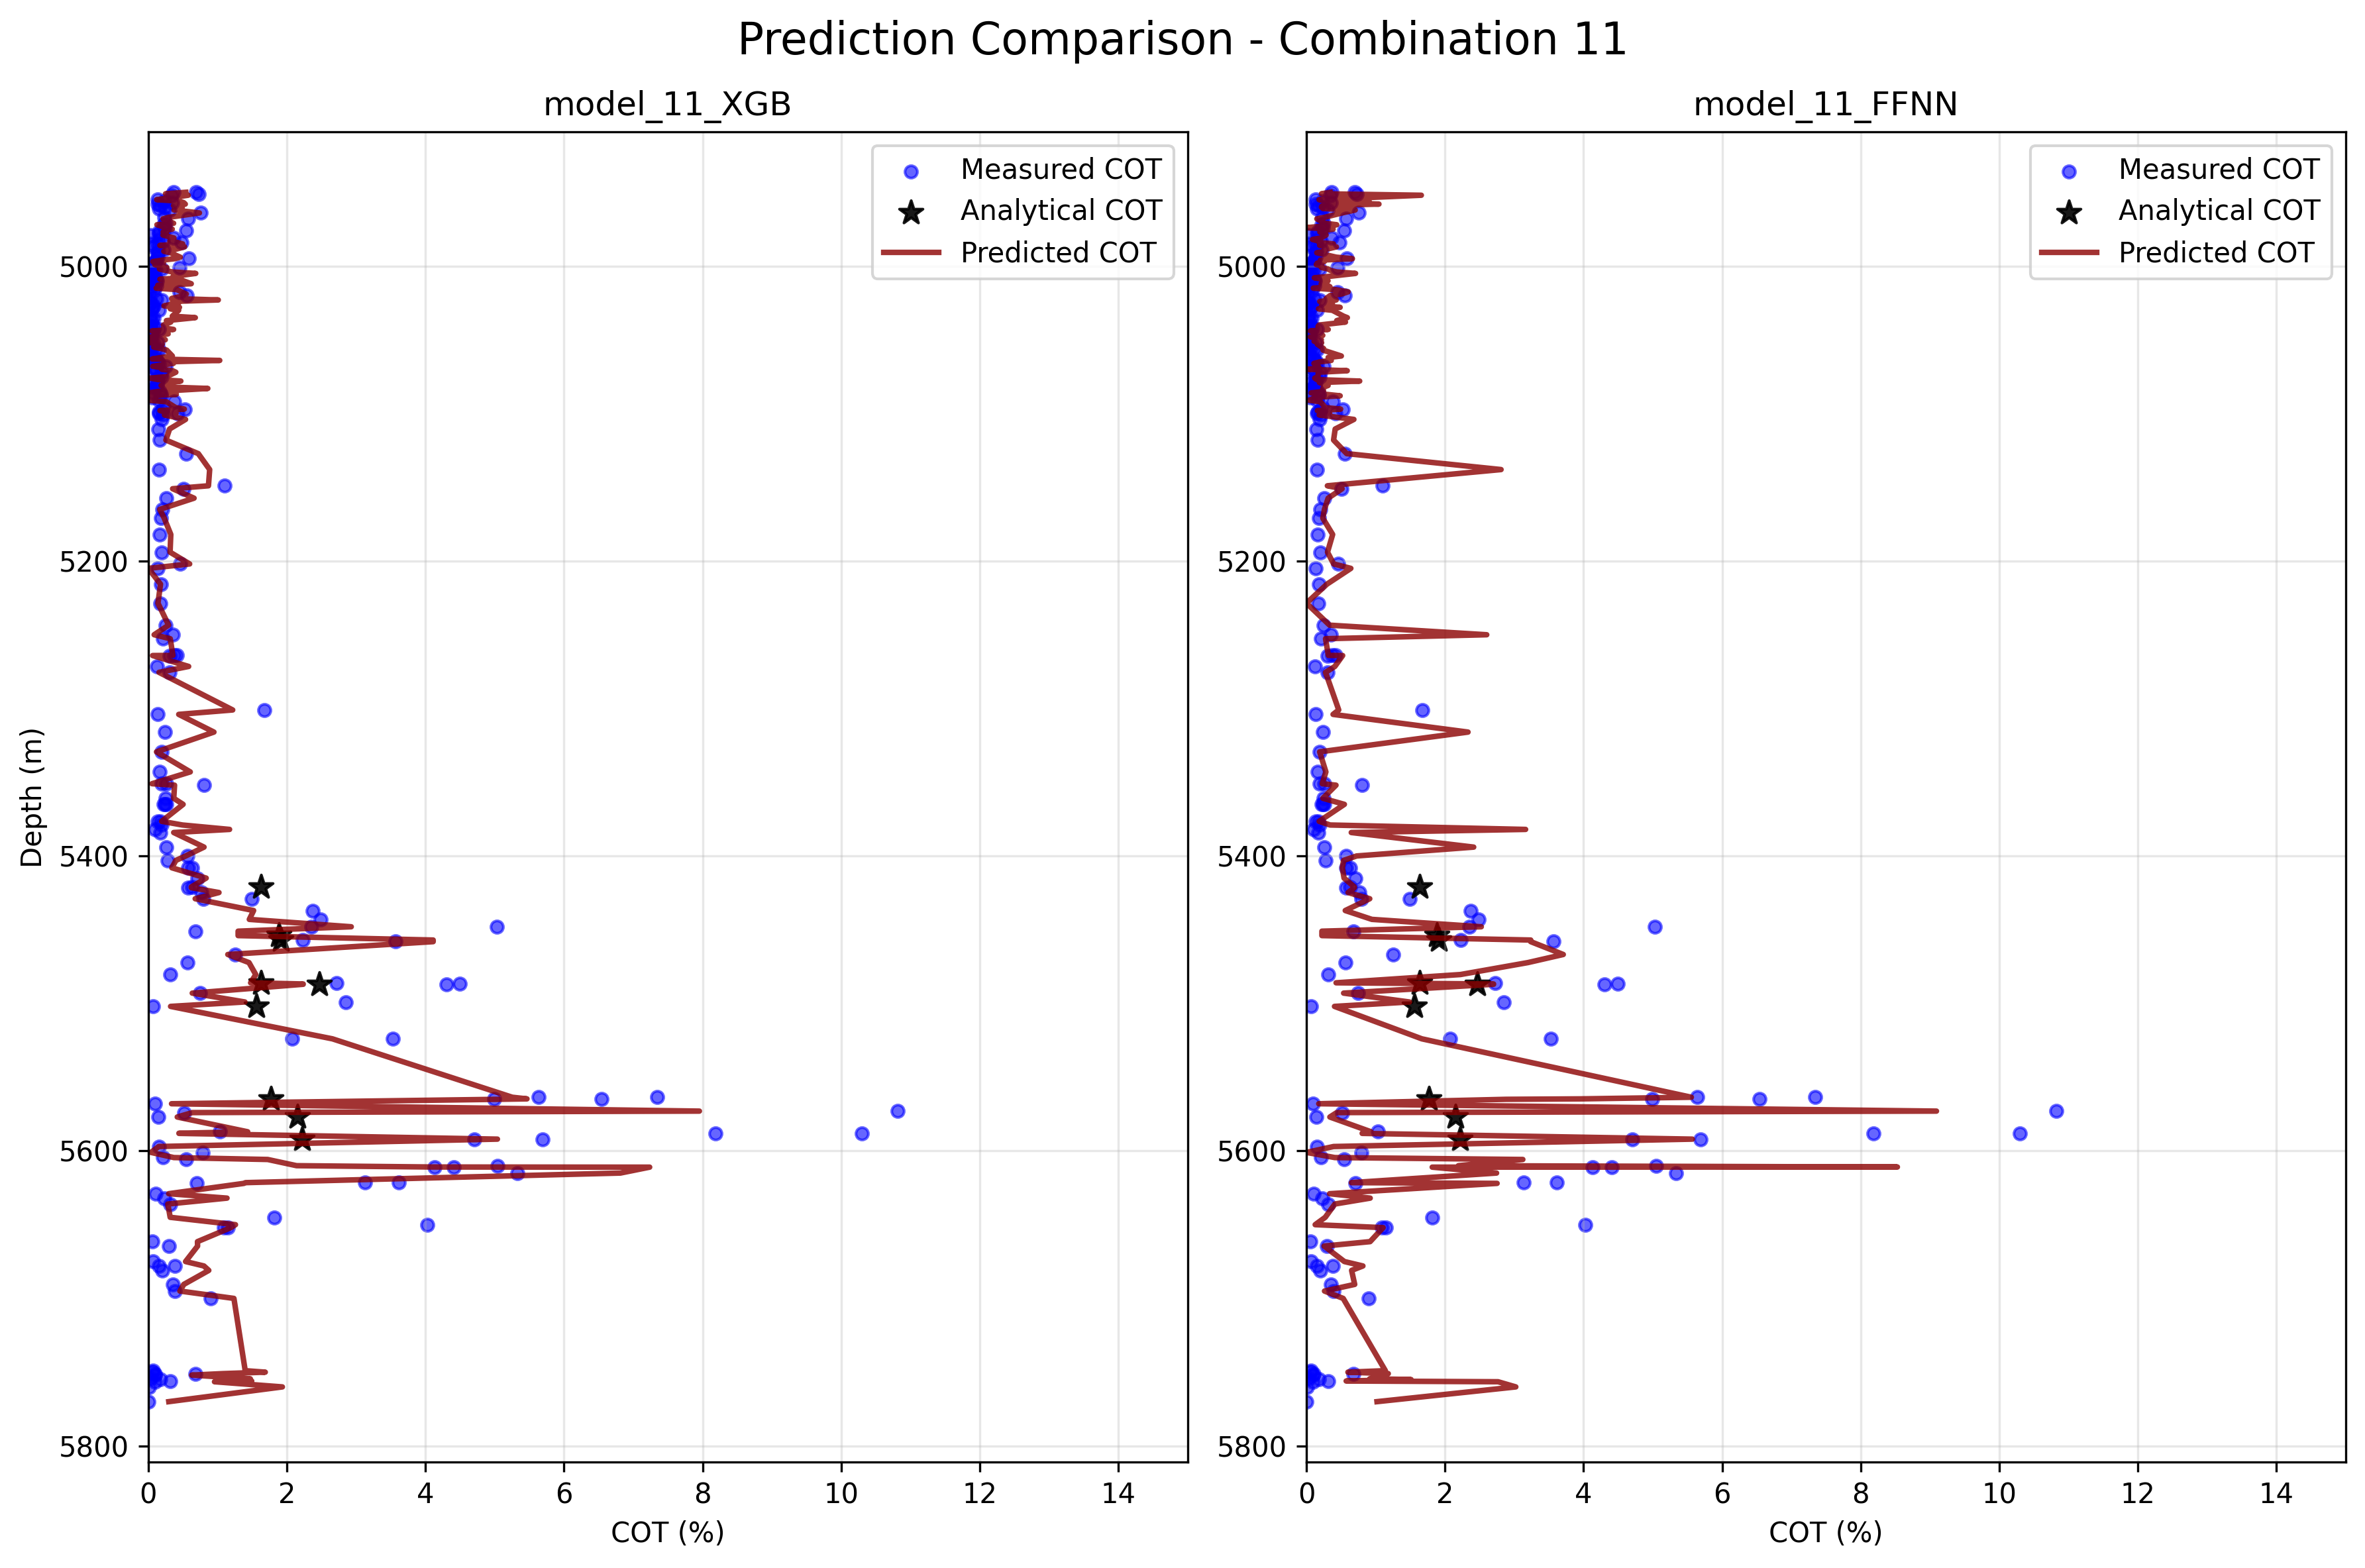 Prediction Comparison - Combination 11
model_11_XGB
Measured COT
Analytical COT
Predicted COT
Depth (m)
5000
5200
5400
5600
5800
0 2 4 6 8 10 12 14
COT (%)
model_11_FFNN
Measured COT
Analytical COT
Predicted COT
5000
5200
5400
5600
5800
0 2 4 6 8 10 12 14
COT (%)